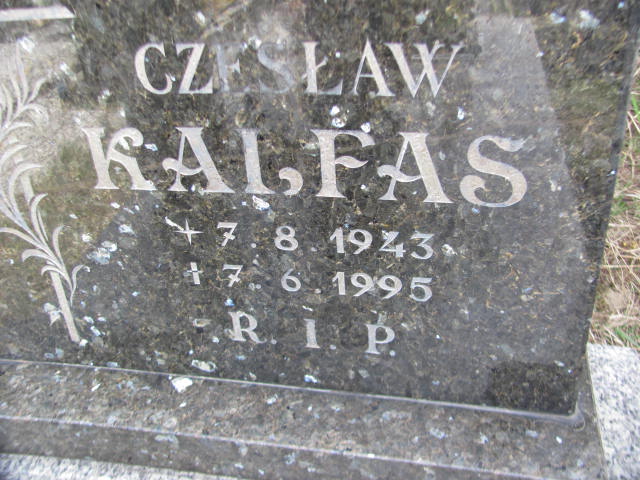 CZESŁAW
KALFAS
* 7. 8. 1943
† 7. 6. 1995
R. I. P